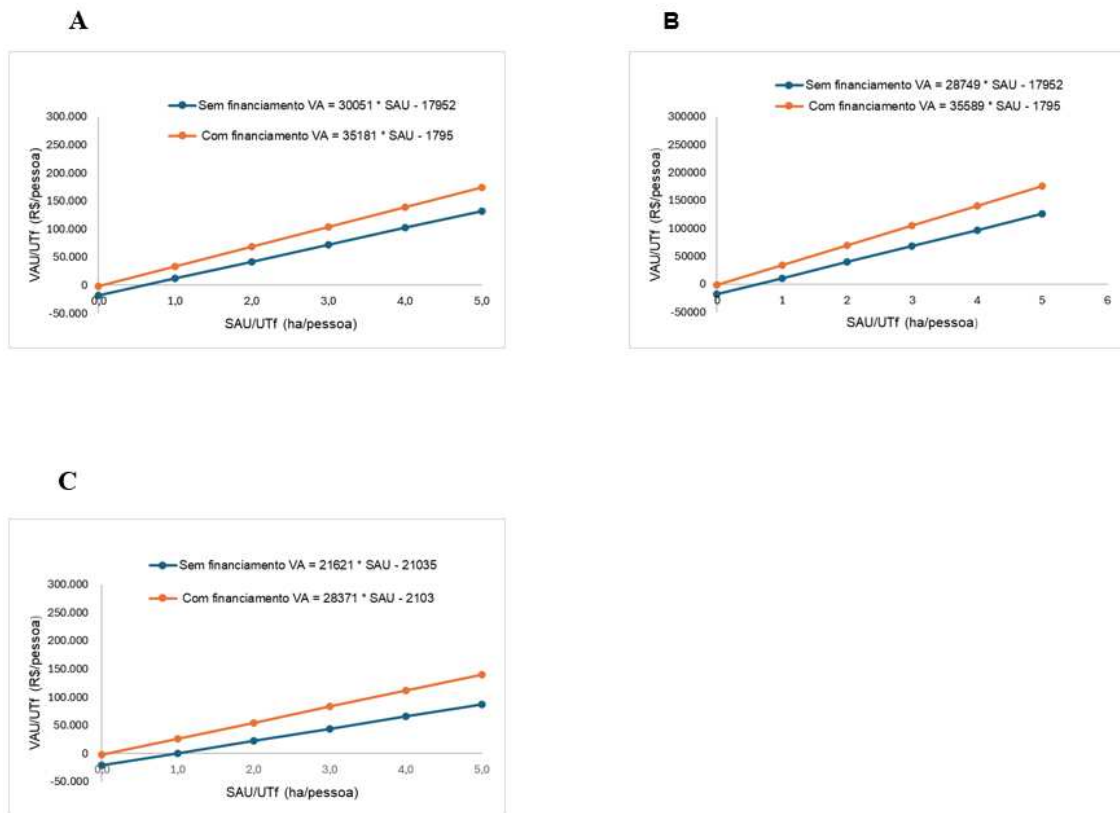 A
Sem financiamento VA = 30051 * SAU - 17952
Com financiamento VA = 35181 * SAU - 1795
300.000
250.000
200.000
150.000
100.000
50.000
0
-50.000
0,0 1,0 2,0 3,0 4,0 5,0
VAU/UTf (R$/pessoa)
SAU/UTf (ha/pessoa)
B
Sem financiamento VA = 28749 * SAU - 17952
Com financiamento VA = 35589 * SAU - 1795
300000
250000
200000
150000
100000
50000
0
-50000
0 1 2 3 4 5 6
VAU/UTf (R$/pessoa)
SAU/UTf (ha/pessoa)
C
Sem financiamento VA = 21621 * SAU - 21035
Com financiamento VA = 28371 * SAU - 2103
300.000
250.000
200.000
150.000
100.000
50.000
0
-50.000
0,0 1,0 2,0 3,0 4,0 5,0
VAU/UTf (R$/pessoa)
SAU/UTf (ha/pessoa)